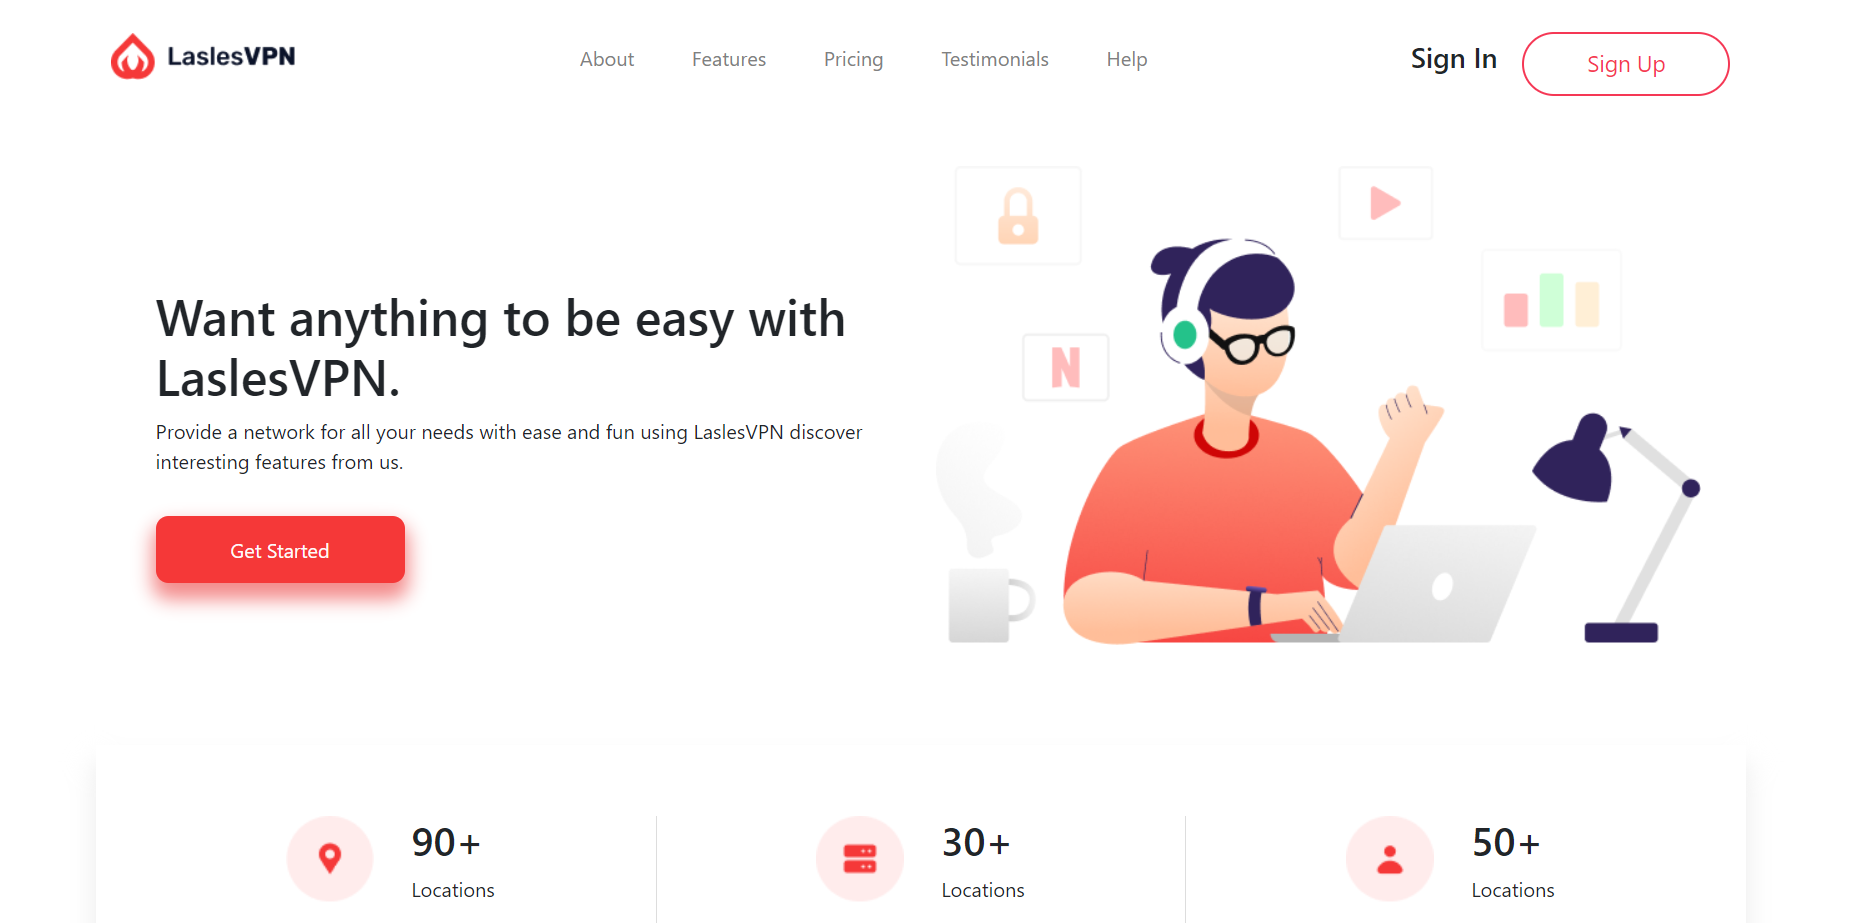 LaslesVPN
About
Features
Pricing
Testimonials
Help
Sign In
Sign Up
Want anything to be easy with
LaslesVPN.
Provide a network for all your needs with ease and fun using LaslesVPN discover
interesting features from us.
Get Started
N
90+
Locations
30+
Locations
50+
Locations